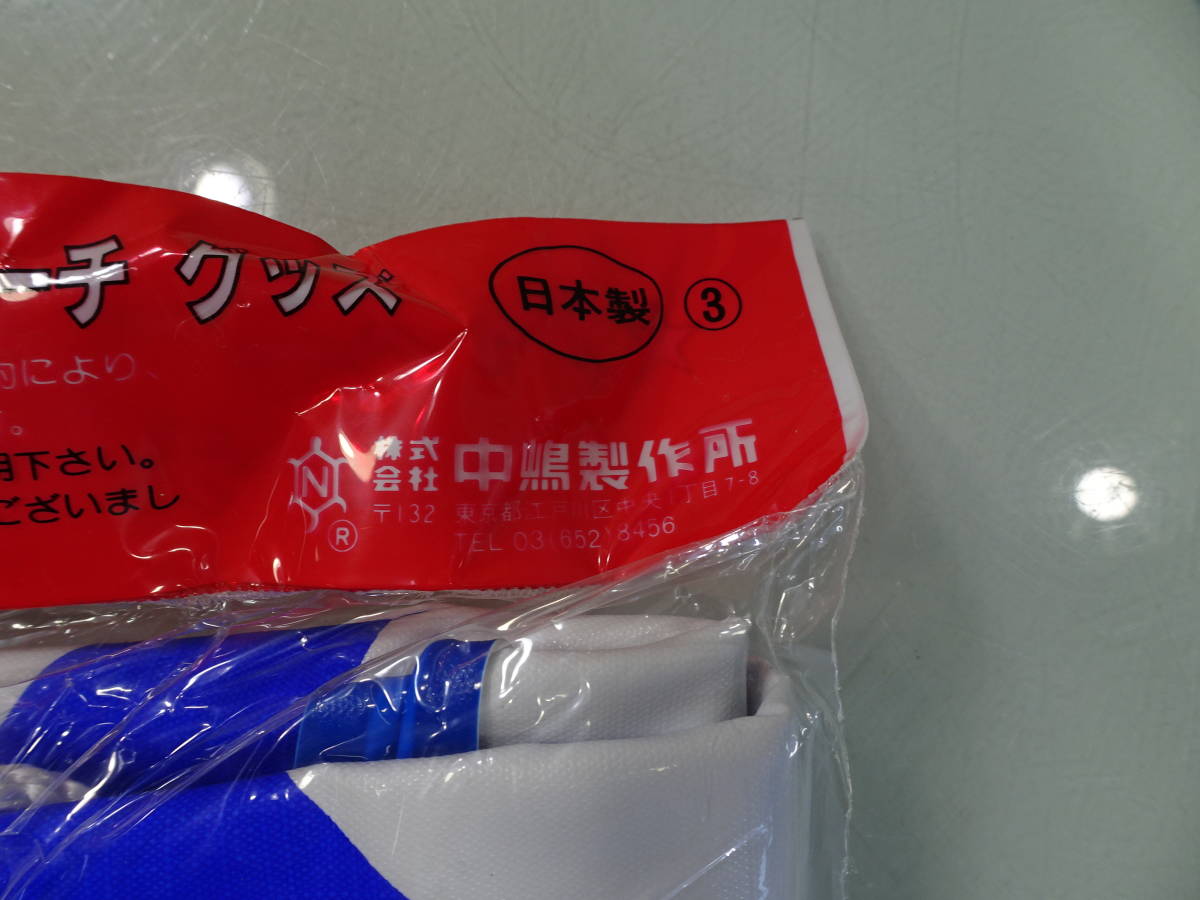 ーチ グッズ
日本製 ③
的により、
。
用下さい。
ございまし
N
®
株式会社 中嶋製作所
〒132 東京都江戸川区中央1丁目7-8
TEL 03(652)8456